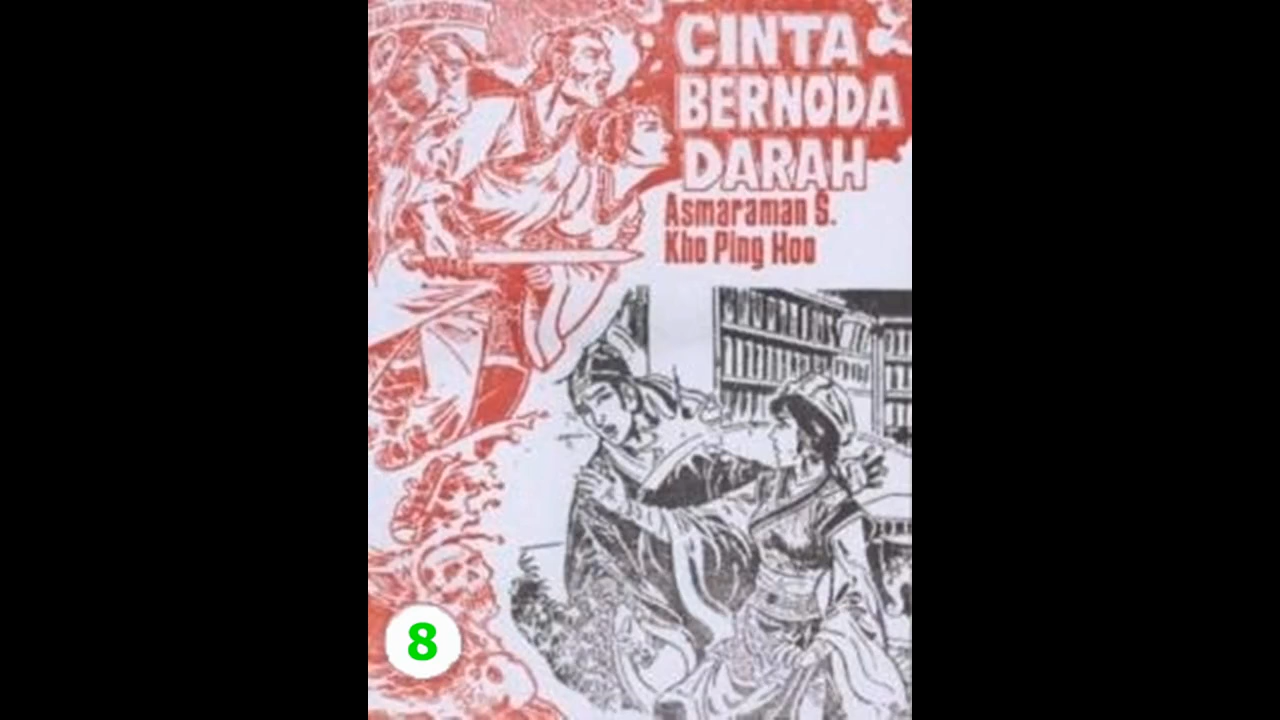 CINTA
BERNODA
DARAH
Asmaraman S.
Kho Ping Hoo
8